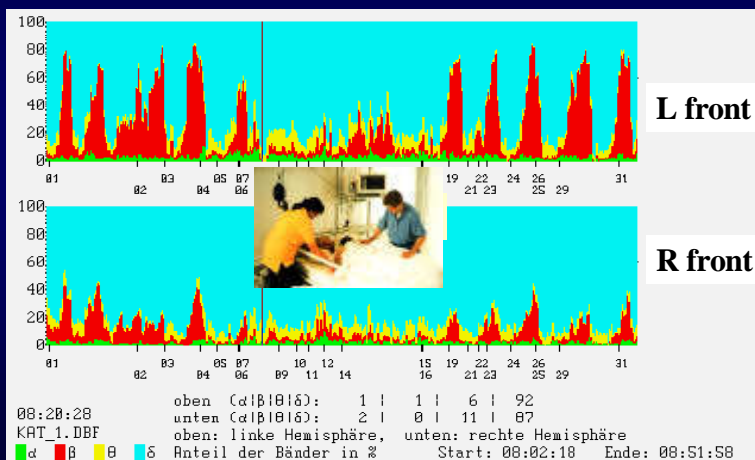 100
80
60
40
20
0
L front
01 03 05 07 19 22 24 26 31
02 04 06 21 23 25 29
100
80
60
40
20
0
R front
01 03 05 07 10 12 15 19 22 24 26 31
02 04 06 09 11 14 16 21 23 25 29
oben (α|β|θ|δ): 1 | 1 | 6 | 92
08:20:28 unten (α|β|θ|δ): 2 | 0 | 11 | 87
KAT_1.DBF oben: linke Hemisphäre, unten: rechte Hemisphäre
α β θ δ Anteil der Bänder in % Start: 08:02:18 Ende: 08:51:58